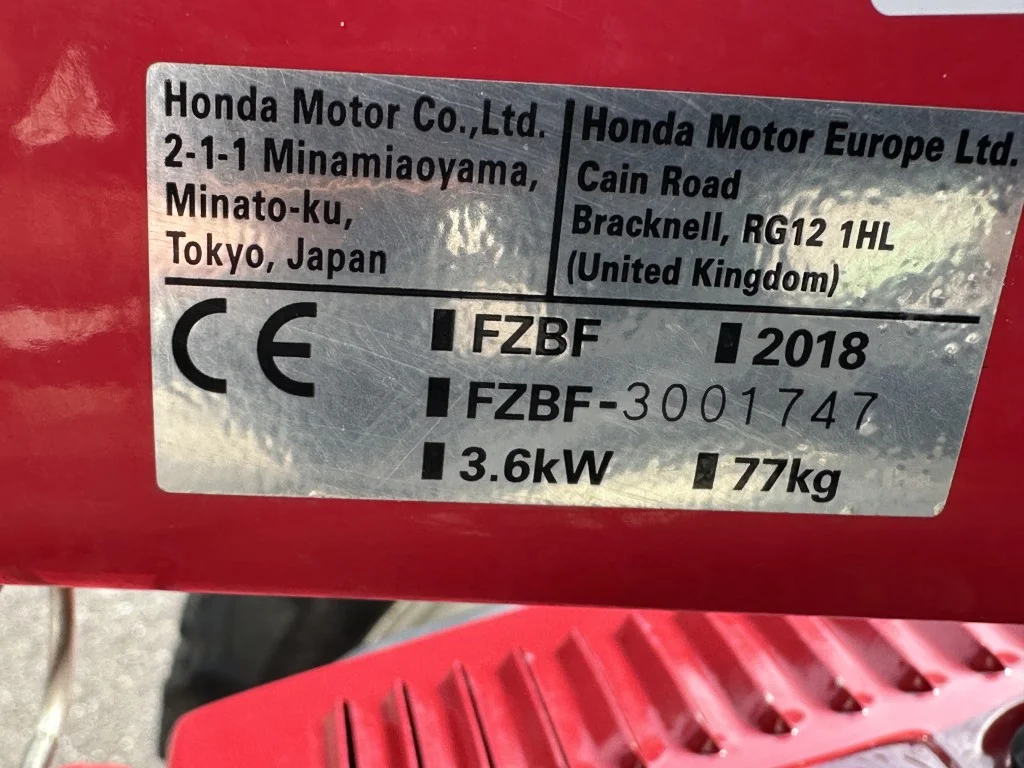 Honda Motor Co.,Ltd.
2-1-1 Minamiaoyama,
Minato-ku,
Tokyo, Japan
Honda Motor Europe Ltd.
Cain Road
Bracknell, RG12 1HL
(United Kingdom)
CE
FZBF
2018
FZBF-3001747
3.6kW
77kg